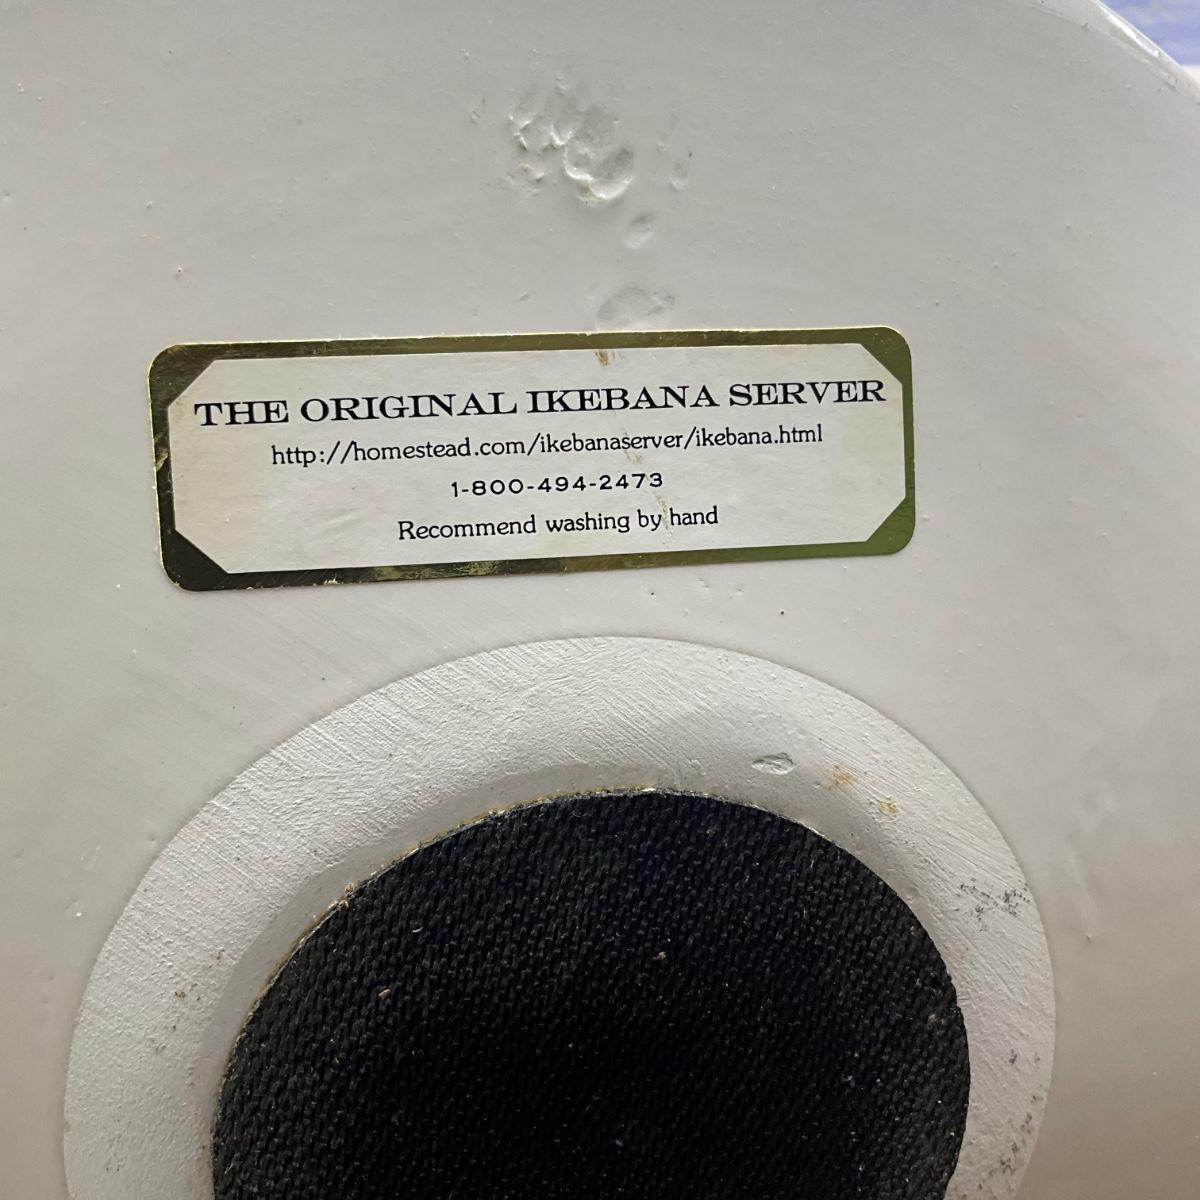 THE ORIGINAL IKEBANA SERVER
http://homestead.com/ikebanaserver/ikebana.html
1-800-494-2473
Recommend washing by hand